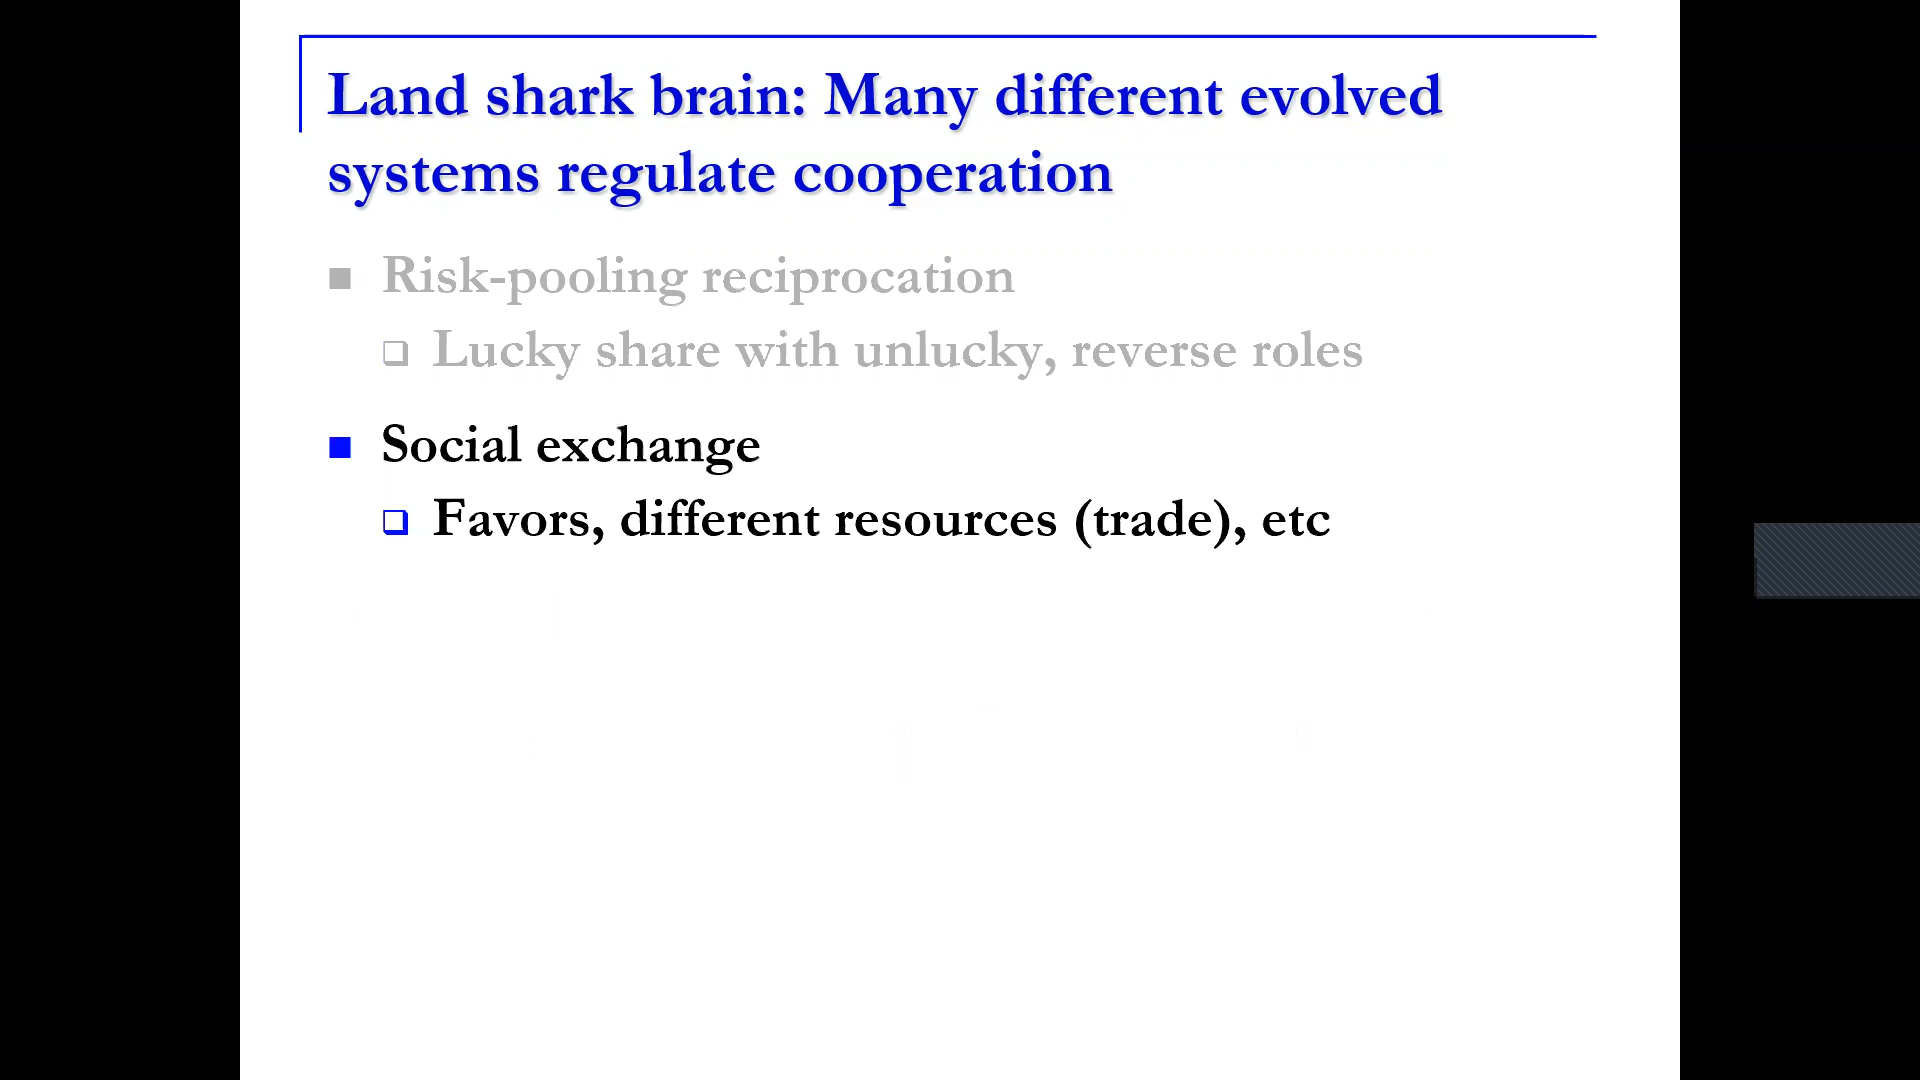 Land shark brain: Many different evolved
systems regulate cooperation
Risk-pooling reciprocation
Lucky share with unlucky, reverse roles
Social exchange
Favors, different resources (trade), etc